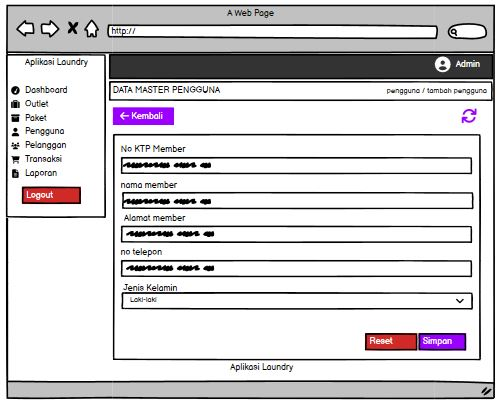 A Web Page
http://
Aplikasi Laundry
Admin
Dashboard
Outlet
Paket
Pengguna
Pelanggan
Transaksi
Laporan
Logout
DATA MASTER PENGGUNA
pengguna / tambah pengguna
Kembali
No KTP Member
nama member
Alamat member
no telepon
Jenis Kelamin
Laki-laki
Reset
Simpan
Aplikasi Laundry